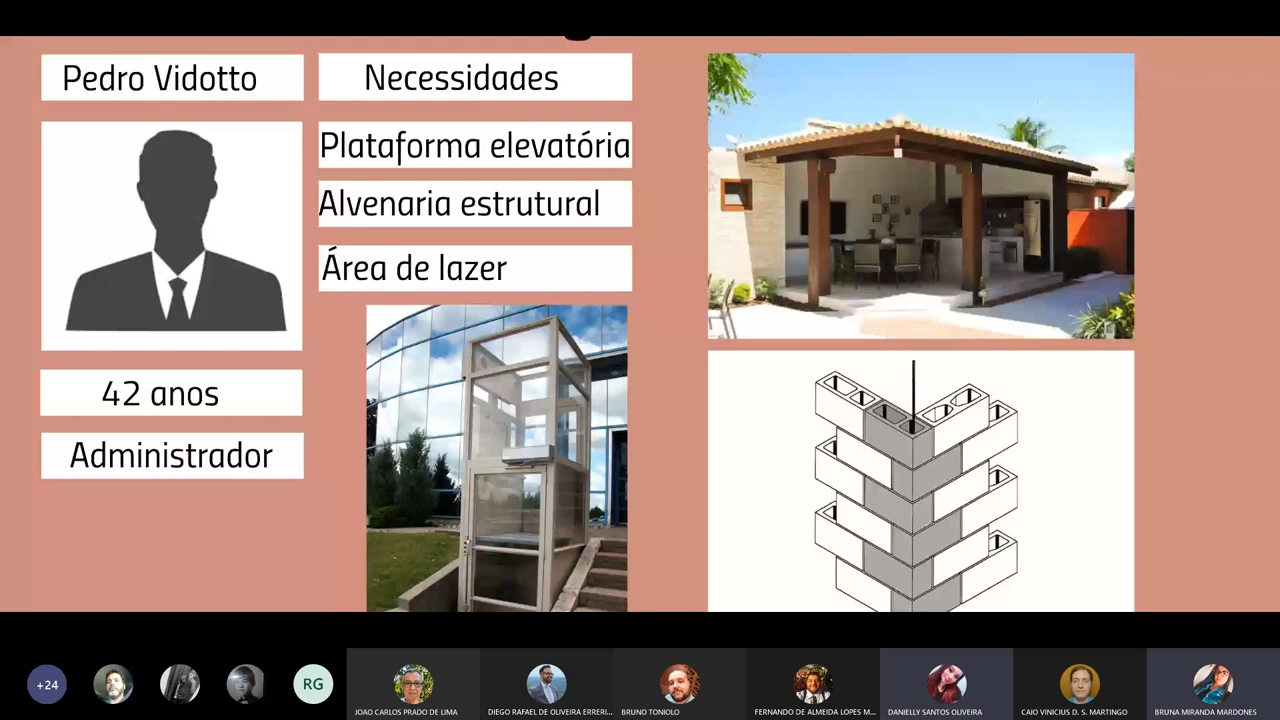 Pedro Vidotto
42 anos
Administrador
Necessidades
Plataforma elevatória
Alvenaria estrutural
Área de lazer
+24
RG
JOAO CARLOS PRADO DE LIMA
DIEGO RAFAEL DE OLIVEIRA ERRERI...
BRUNO TONIOLO
FERNANDO DE ALMEIDA LOPES M...
DANIELLY SANTOS OLIVEIRA
CAIO VINICIUS D. S. MARTINGO
BRUNA MIRANDA MARDONES